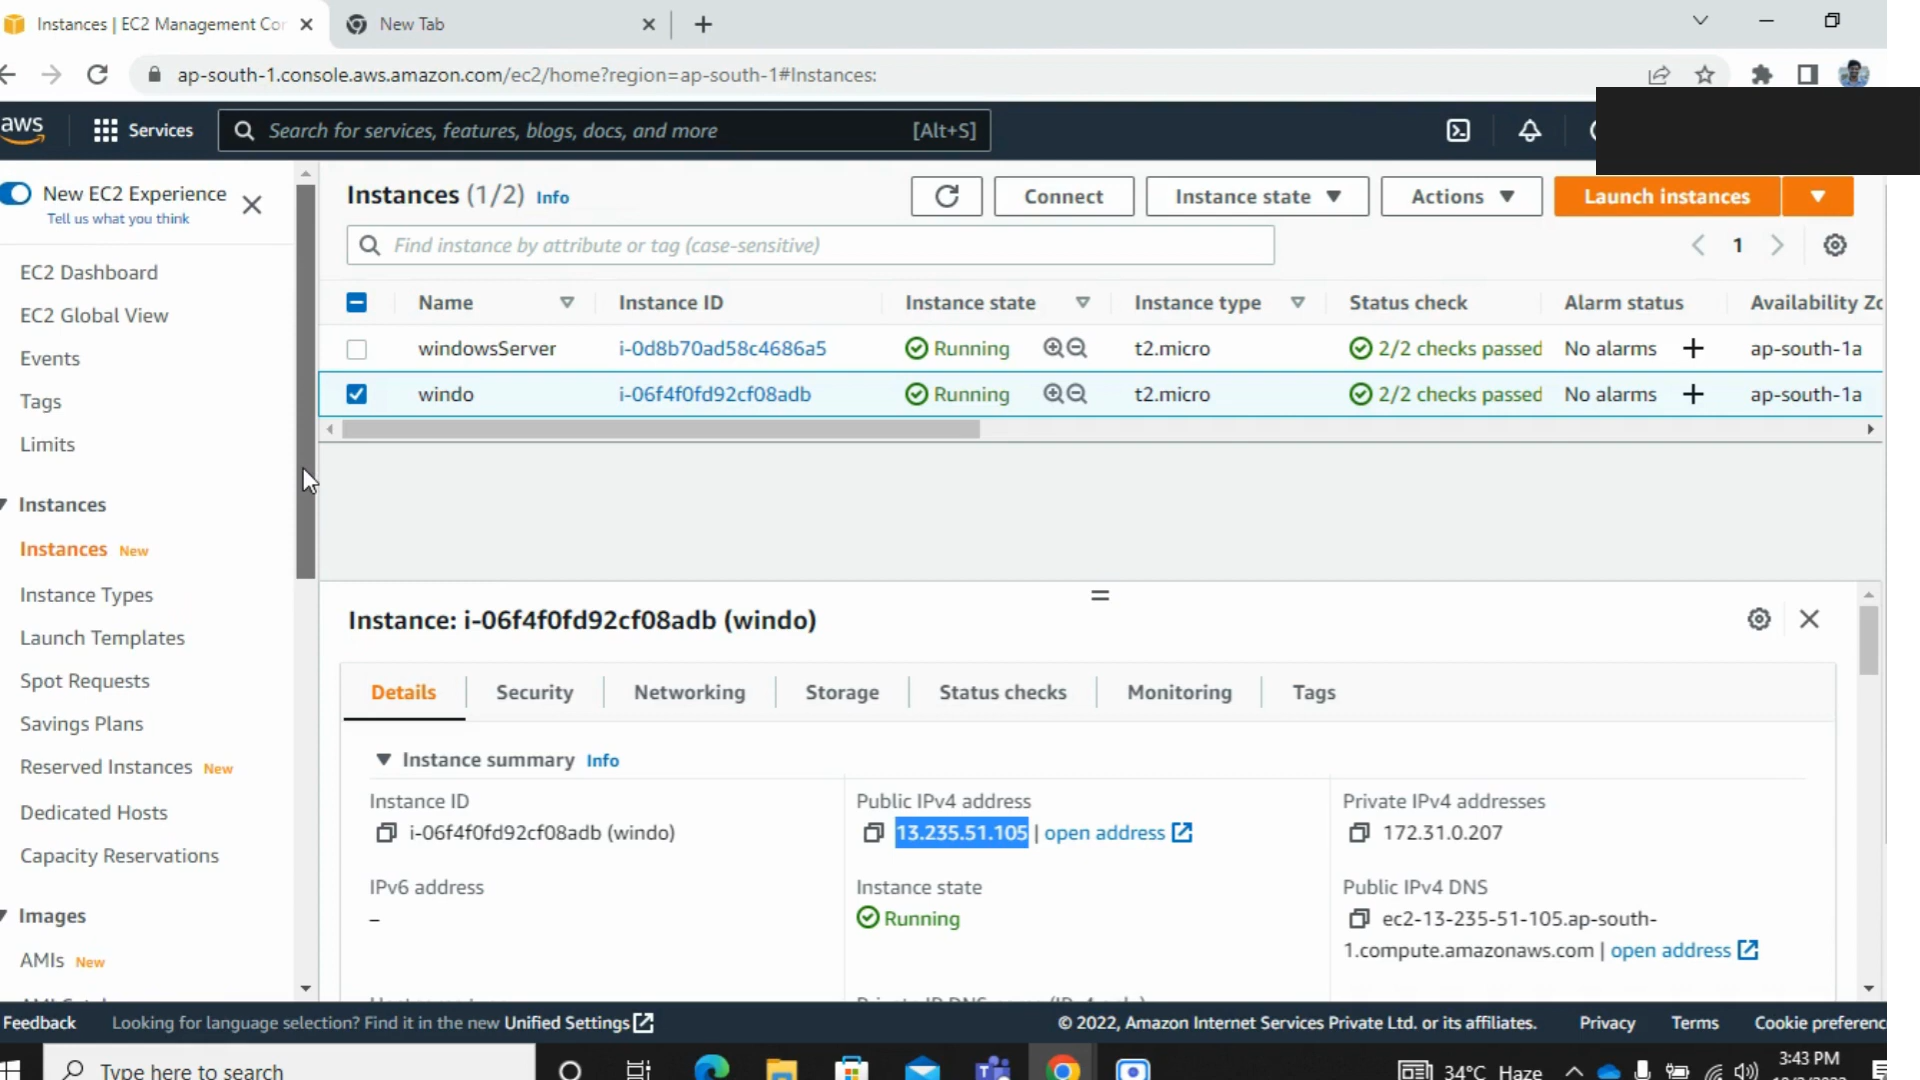 Instances | EC2 Management Cor
New Tab
ap-south-1.console.aws.amazon.com/ec2/home?region=ap-south-1#Instances:
aws
Services
Search for services, features, blogs, docs, and more
[Alt+S]
New EC2 Experience
Tell us what you think
Instances (1/2) Info
Connect
Instance state
Actions
Launch instances
Find instance by attribute or tag (case-sensitive)
1
Name
Instance ID
Instance state
Instance type
Status check
Alarm status
Availability Zo
windowsServer
i-0d8b70ad58c4686a5
Running
t2.micro
2/2 checks passed
No alarms
ap-south-1a
windo
i-06f4f0fd92cf08adb
Running
t2.micro
2/2 checks passed
No alarms
ap-south-1a
EC2 Dashboard
EC2 Global View
Events
Tags
Limits
Instances
Instances New
Instance Types
Launch Templates
Spot Requests
Savings Plans
Reserved Instances New
Dedicated Hosts
Capacity Reservations
Images
AMIs New
Instance: i-06f4f0fd92cf08adb (windo)
Details
Security
Networking
Storage
Status checks
Monitoring
Tags
Instance summary Info
Instance ID
i-06f4f0fd92cf08adb (windo)
Public IPv4 address
13.235.51.105 | open address
Private IPv4 addresses
172.31.0.207
IPv6 address
–
Instance state
Running
Public IPv4 DNS
ec2-13-235-51-105.ap-south-
1.compute.amazonaws.com | open address
Feedback
Looking for language selection? Find it in the new Unified Settings
© 2022, Amazon Internet Services Private Ltd. or its affiliates.
Privacy
Terms
Cookie preferenc
Type here to search
34°C Haze
3:43 PM